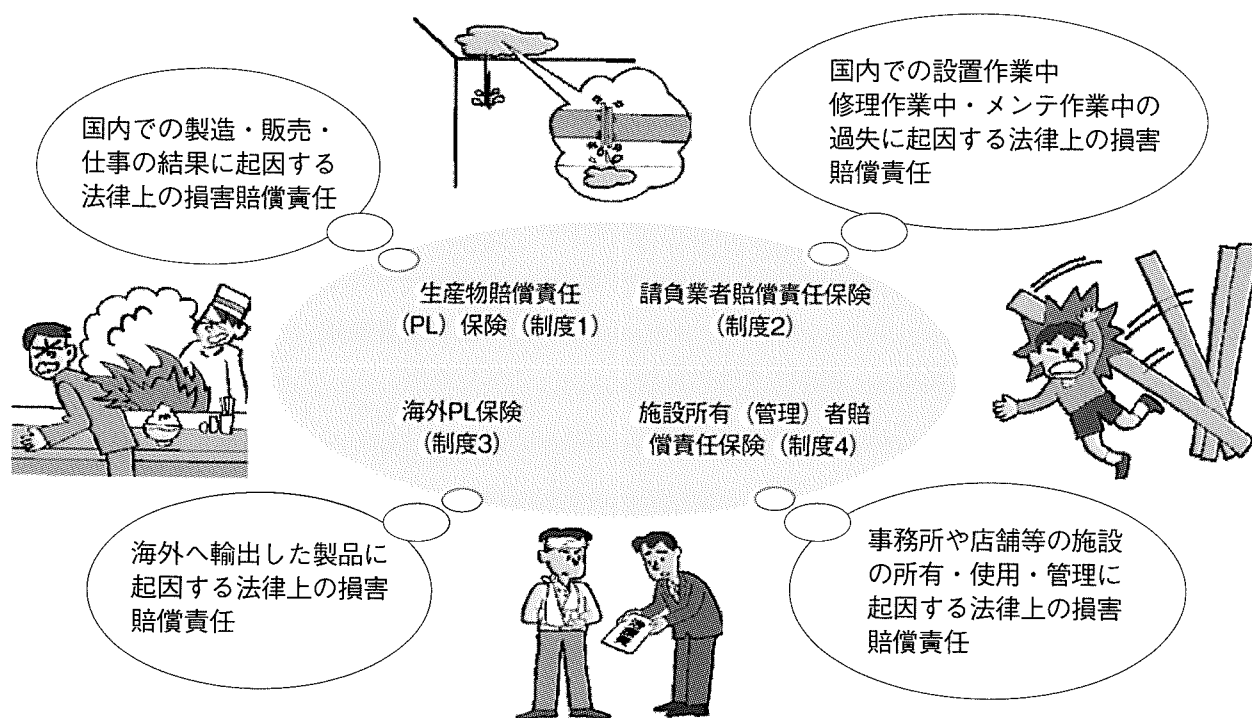 国内での製造・販売・
仕事の結果に起因する
法律上の損害賠償責任
国内での設置作業中
修理作業中・メンテ作業中の
過失に起因する法律上の損害
賠償責任
生産物賠償責任
(PL)保険(制度1)
請負業者賠償責任保険
(制度2)
海外PL保険
(制度3)
施設所有(管理)者賠
償責任保険(制度4)
海外へ輸出した製品に
起因する法律上の損害
賠償責任
事務所や店舗等の施設
の所有・使用・管理に
起因する法律上の損害
賠償責任